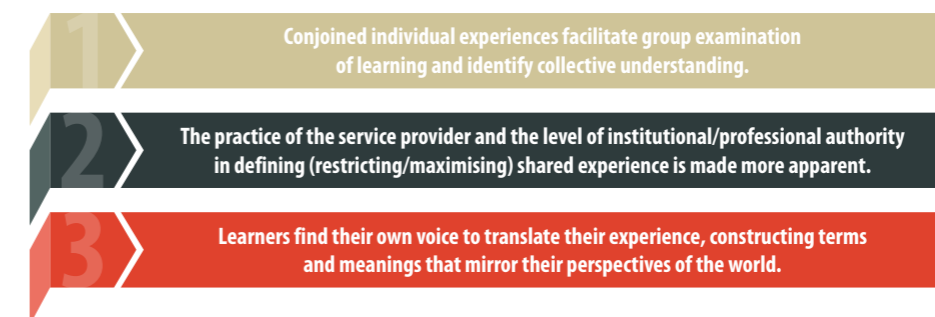 1
Conjoined individual experiences facilitate group examination
of learning and identify collective understanding.
2
The practice of the service provider and the level of institutional/professional authority
in defining (restricting/maximising) shared experience is made more apparent.
3
Learners find their own voice to translate their experience, constructing terms
and meanings that mirror their perspectives of the world.